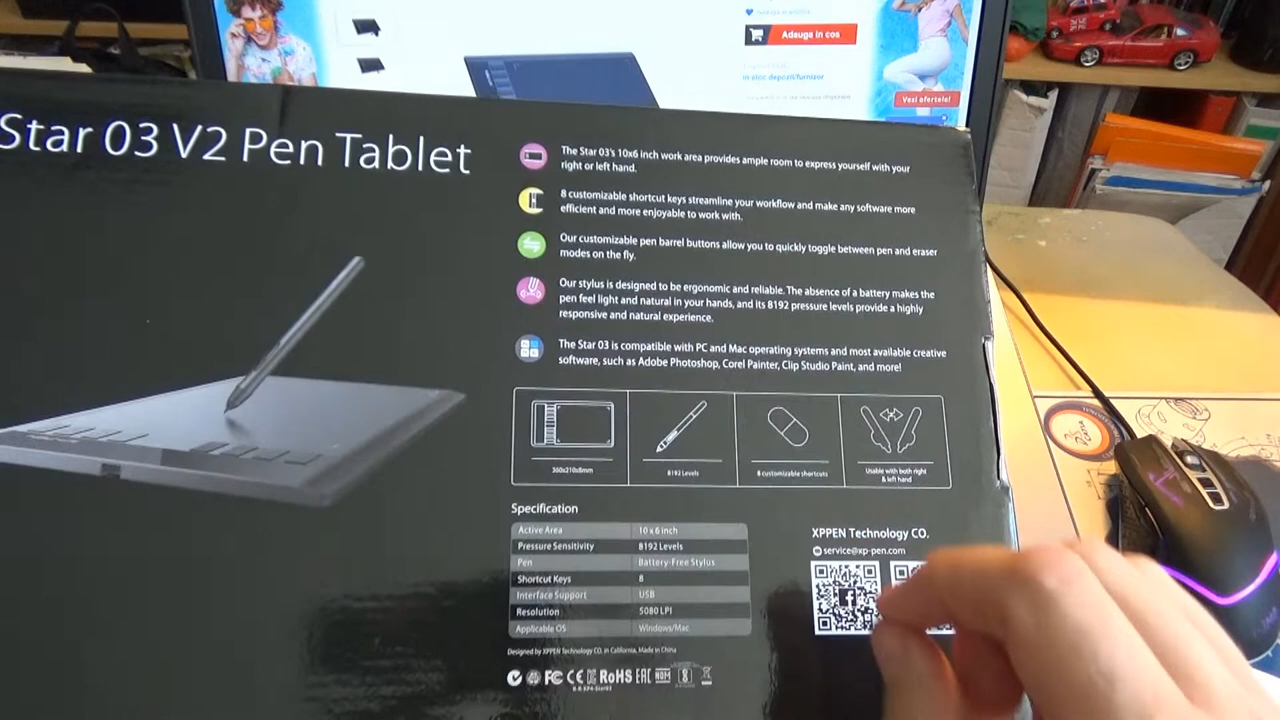 Adauga in cos
in stoc depozit/furnizor
Vezi ofertele!
Star 03 V2 Pen Tablet
The Star 03's 10x6 inch work area provides ample room to express yourself with your
right or left hand.
8 customizable shortcut keys streamline your workflow and make any software more
efficient and more enjoyable to work with.
Our customizable pen barrel buttons allow you to quickly toggle between pen and eraser
modes on the fly.
Our stylus is designed to be ergonomic and reliable. The absence of a battery makes the
pen feel light and natural in your hands, and its 8192 pressure levels provide a highly
responsive and natural experience.
The Star 03 is compatible with PC and Mac operating systems and most available creative
software, such as Adobe Photoshop, Corel Painter, Clip Studio Paint, and more!
360x210x8mm
8192 Levels
8 customizable shortcuts
Usable with both right
& left hand
Specification
Active Area 10 x 6 inch
Pressure Sensitivity 8192 Levels
Pen Battery-Free Stylus
Shortcut Keys 8
Interface Support USB
Resolution 5080 LPI
Applicable OS Windows/Mac
XPPEN Technology CO.
service@xp-pen.com
Designed by XPPEN Technology CO. in California, Made in China
FC CE RoHS EAC